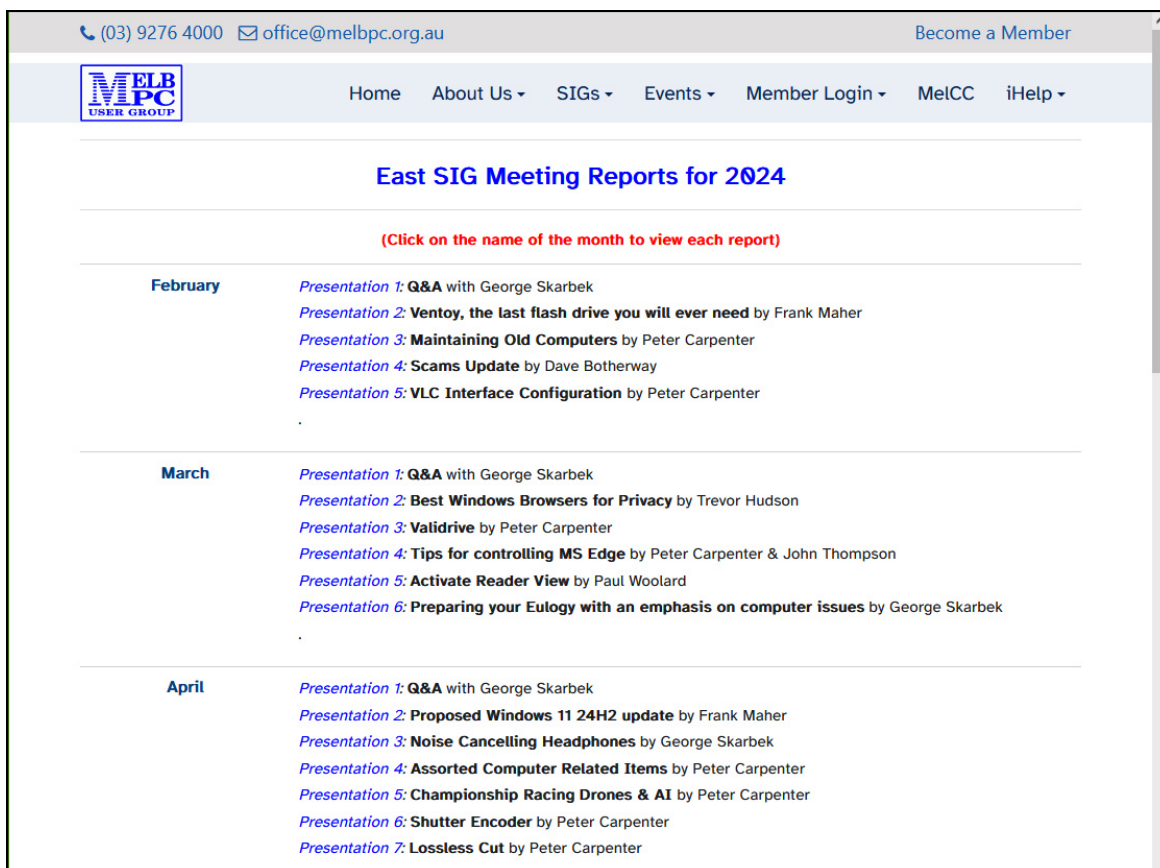 (03) 9276 4000 office@melbpc.org.au Become a Member
MELB
PC
USER GROUP
Home About Us SIGs Events Member Login MelCC iHelp
East SIG Meeting Reports for 2024
(Click on the name of the month to view each report)
February
Presentation 1: Q&A with George Skarbek
Presentation 2: Ventoy, the last flash drive you will ever need by Frank Maher
Presentation 3: Maintaining Old Computers by Peter Carpenter
Presentation 4: Scams Update by Dave Botherway
Presentation 5: VLC Interface Configuration by Peter Carpenter
.
March
Presentation 1: Q&A with George Skarbek
Presentation 2: Best Windows Browsers for Privacy by Trevor Hudson
Presentation 3: Validrive by Peter Carpenter
Presentation 4: Tips for controlling MS Edge by Peter Carpenter & John Thompson
Presentation 5: Activate Reader View by Paul Woolard
Presentation 6: Preparing your Eulogy with an emphasis on computer issues by George Skarbek
.
April
Presentation 1: Q&A with George Skarbek
Presentation 2: Proposed Windows 11 24H2 update by Frank Maher
Presentation 3: Noise Cancelling Headphones by George Skarbek
Presentation 4: Assorted Computer Related Items by Peter Carpenter
Presentation 5: Championship Racing Drones & AI by Peter Carpenter
Presentation 6: Shutter Encoder by Peter Carpenter
Presentation 7: Lossless Cut by Peter Carpenter